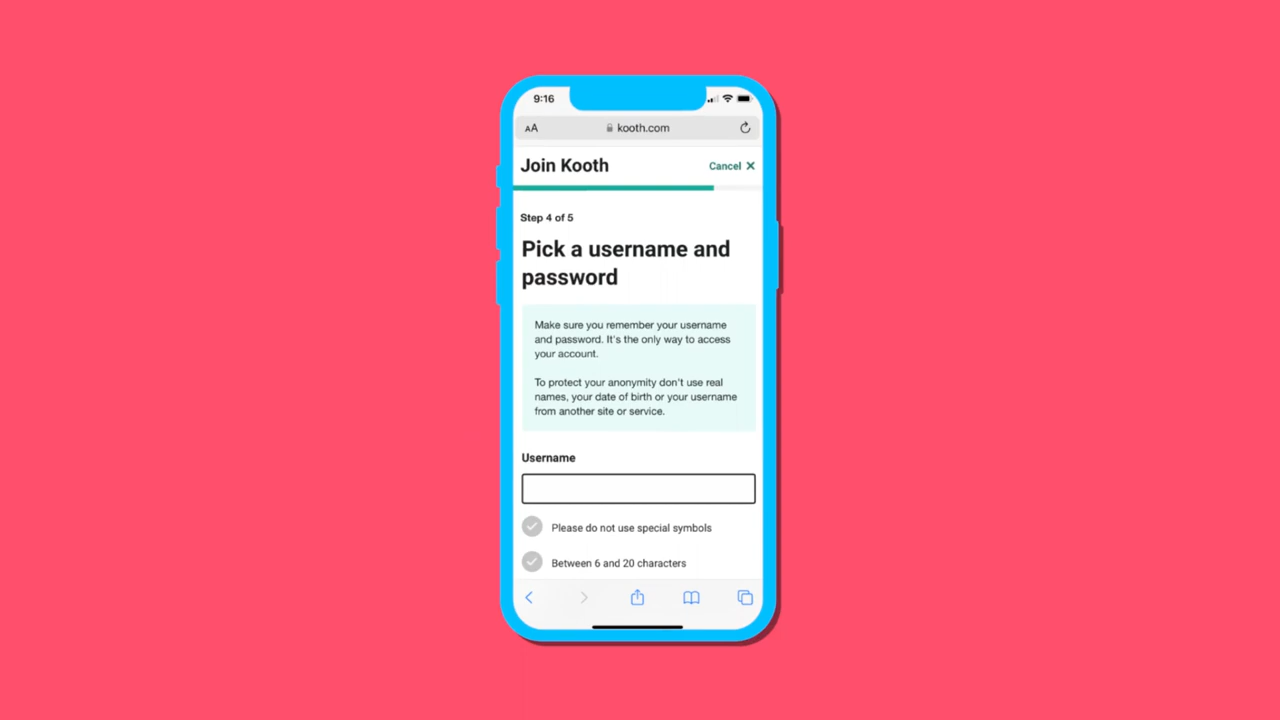 9:16
AA
kooth.com
Join Kooth
Cancel ✕
Step 4 of 5
Pick a username and
password
Make sure you remember your username
and password. It's the only way to access
your account.
To protect your anonymity don't use real
names, your date of birth or your username
from another site or service.
Username
Please do not use special symbols
Between 6 and 20 characters